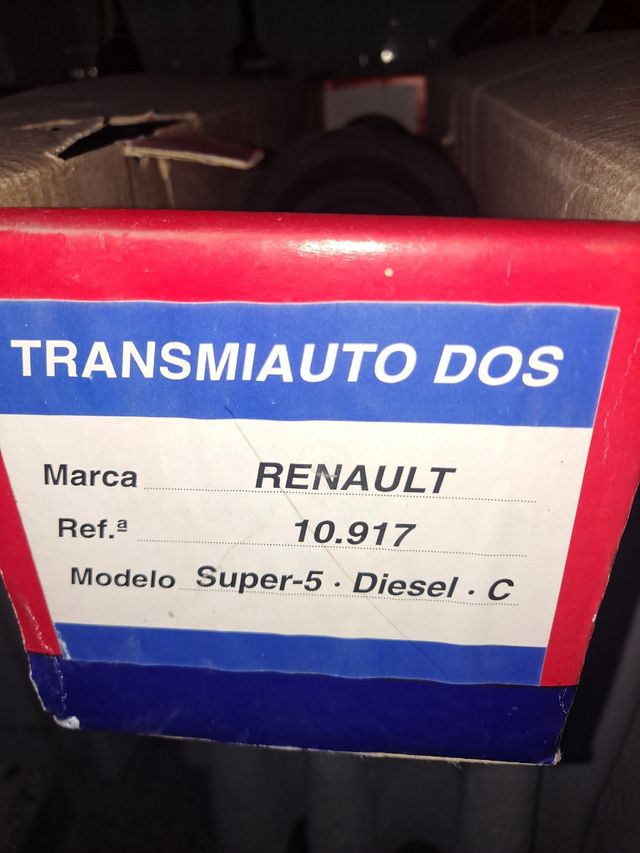 TRANSMIAUTO DOS
Marca RENAULT
Ref.ª 10.917
Modelo Super-5 · Diesel · C